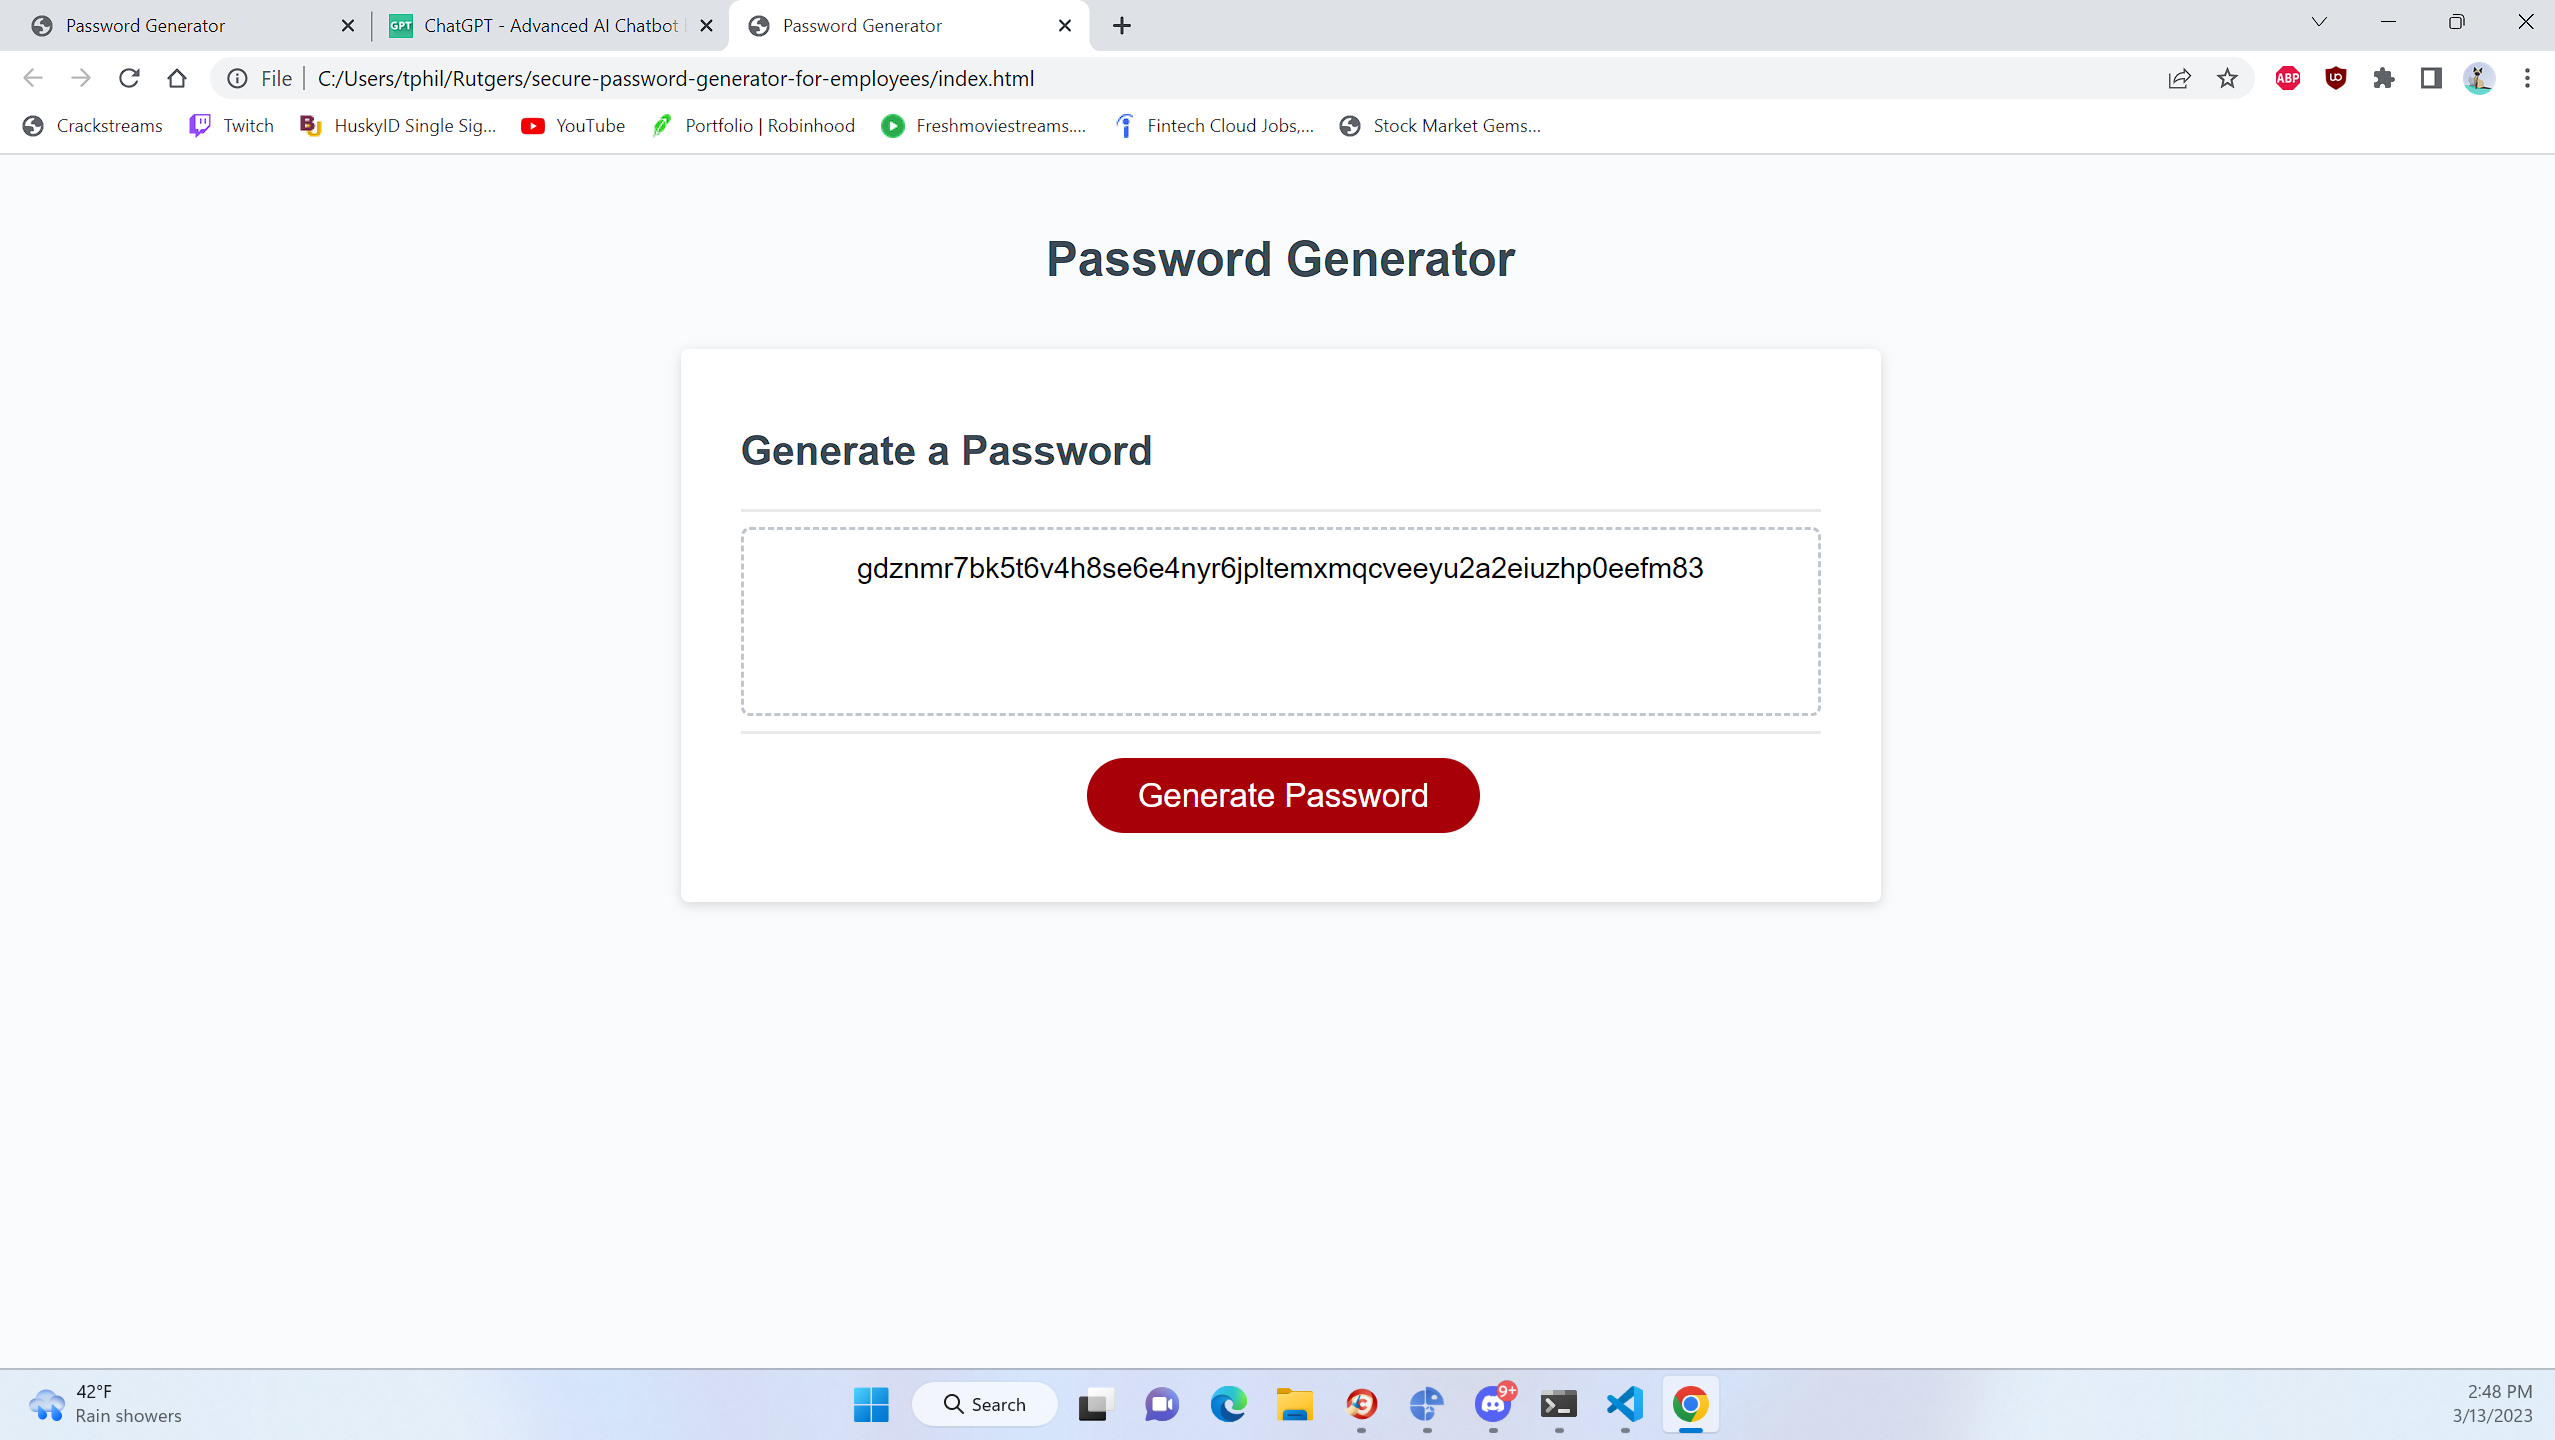 Password Generator
GPT
ChatGPT - Advanced AI Chatbot
Password Generator
File
C:/Users/tphil/Rutgers/secure-password-generator-for-employees/index.html
ABP
Crackstreams
Twitch
HuskyID Single Sig...
YouTube
Portfolio | Robinhood
Freshmoviestreams....
Fintech Cloud Jobs,...
Stock Market Gems...
Password Generator
Generate a Password
gdznmr7bk5t6v4h8se6e4nyr6jpltemxmqcveeyu2a2eiuzhp0eefm83
Generate Password
42°F
Rain showers
Search
9+
2:48 PM
3/13/2023